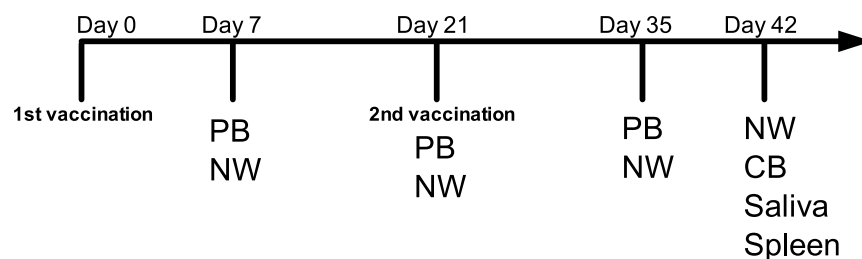 Day 0 Day 7 Day 21 Day 35 Day 42
1st vaccination 2nd vaccination
PB PB PB NW
NW NW NW CB
Saliva
Spleen